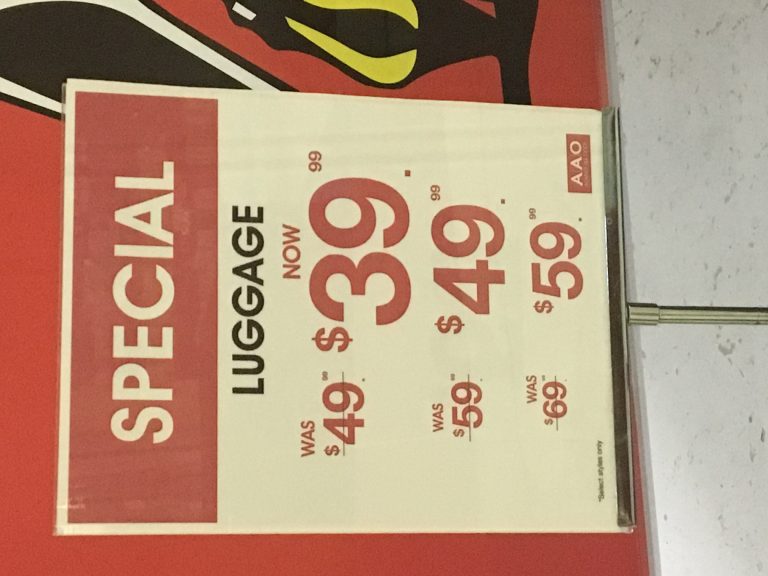 SPECIAL
LUGGAGE
NOW
WAS $49.99 $39.99
WAS $59.99 $49.99
WAS $69.99 $59.99
*Select styles only
AAO